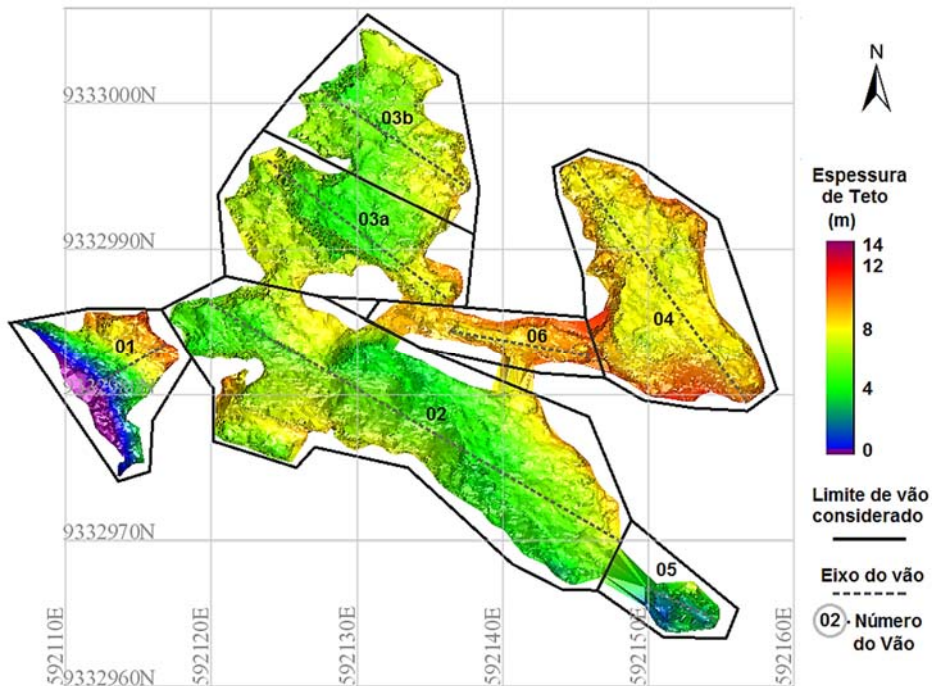 9333000N
9332990N
9332980N
9332970N
9332960N
592110E
592120E
592130E
592140E
592150E
592160E
01
02
03a
03b
04
05
06
N
Espessura
de Teto
(m)
14
12
8
4
0
Limite de vão
considerado
Eixo do vão
02 - Número
do Vão